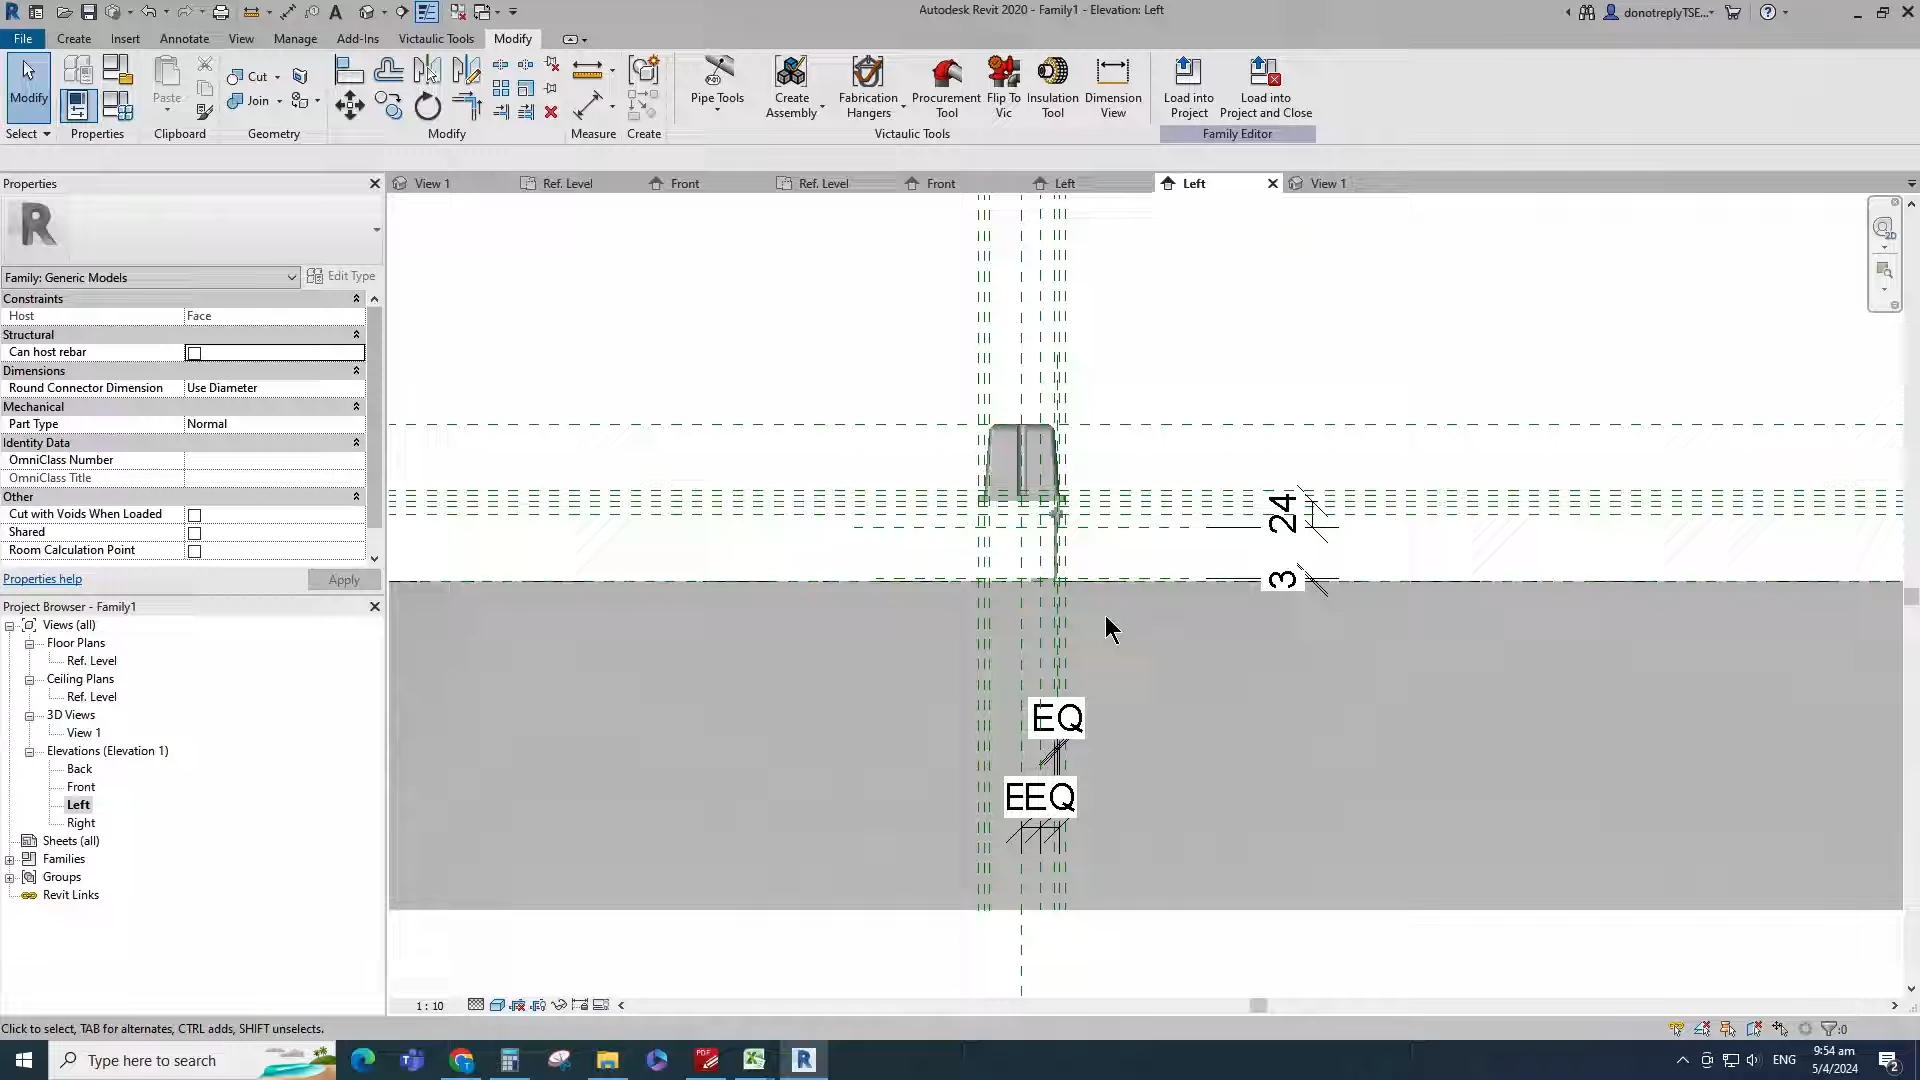 Autodesk Revit 2020 - Family1 - Elevation: Left
donotreplyTSE...
File Create Insert Annotate View Manage Add-Ins Victaulic Tools Modify
Modify
Paste
Cut
Join
Pipe Tools
Create Assembly
Fabrication Hangers
Procurement Tool
Flip To Vic
Insulation Tool
Dimension View
Load into Project
Load into Project and Close
Select Properties Clipboard Geometry Modify Measure Create Victaulic Tools Family Editor
Properties
View 1
Ref. Level
Front
Ref. Level
Front
Left
Left
View 1
R
Family: Generic Models
Edit Type
Constraints
Host Face
Structural
Can host rebar
Dimensions
Round Connector Dimension Use Diameter
Mechanical
Part Type Normal
Identity Data
OmniClass Number
OmniClass Title
Other
Cut with Voids When Loaded
Shared
Room Calculation Point
Properties help
Apply
Project Browser - Family1
Views (all)
Floor Plans
Ref. Level
Ceiling Plans
Ref. Level
3D Views
View 1
Elevations (Elevation 1)
Back
Front
Left
Right
Sheets (all)
Families
Groups
Revit Links
24
3
EQ
EEQ
2D
1 : 10
Click to select, TAB for alternates, CTRL adds, SHIFT unselects.
:0
Type here to search
ENG
9:54 am
5/4/2024
2